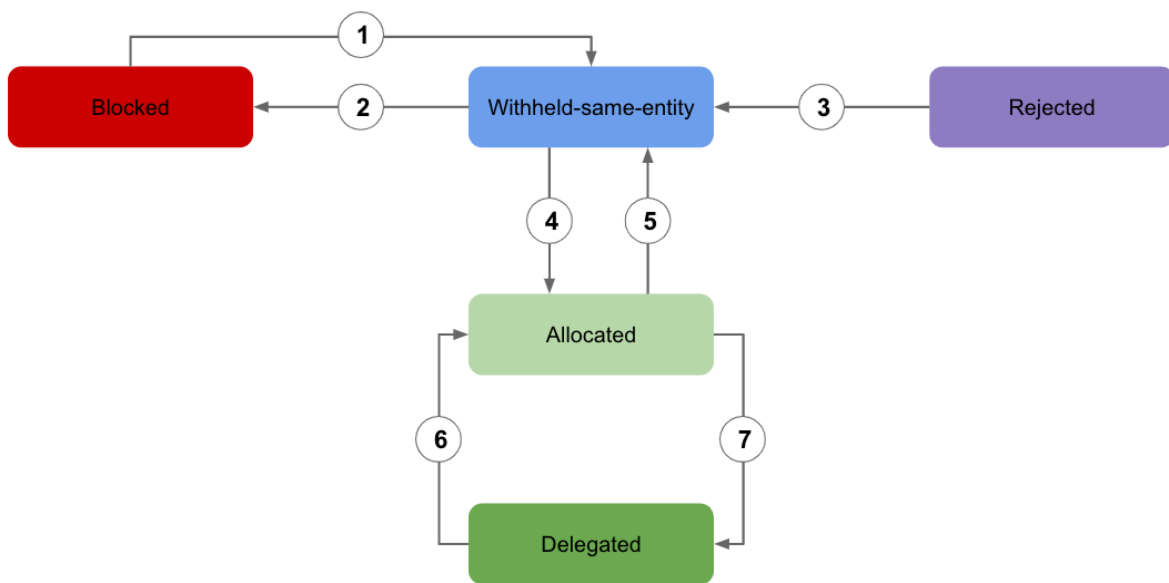 1
Blocked
2
Withheld-same-entity
3
Rejected
4
5
Allocated
6
7
Delegated